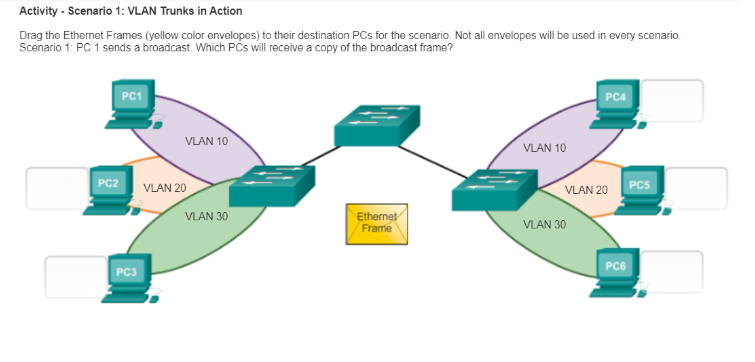 Activity - Scenario 1: VLAN Trunks in Action
Drag the Ethernet Frames (yellow color envelopes) to their destination PCs for the scenario. Not all envelopes will be used in every scenario.
Scenario 1: PC 1 sends a broadcast. Which PCs will receive a copy of the broadcast frame?
PC1
PC4
VLAN 10
VLAN 10
PC2
VLAN 20
VLAN 20
PC5
VLAN 30
Ethernet
Frame
VLAN 30
PC3
PC6